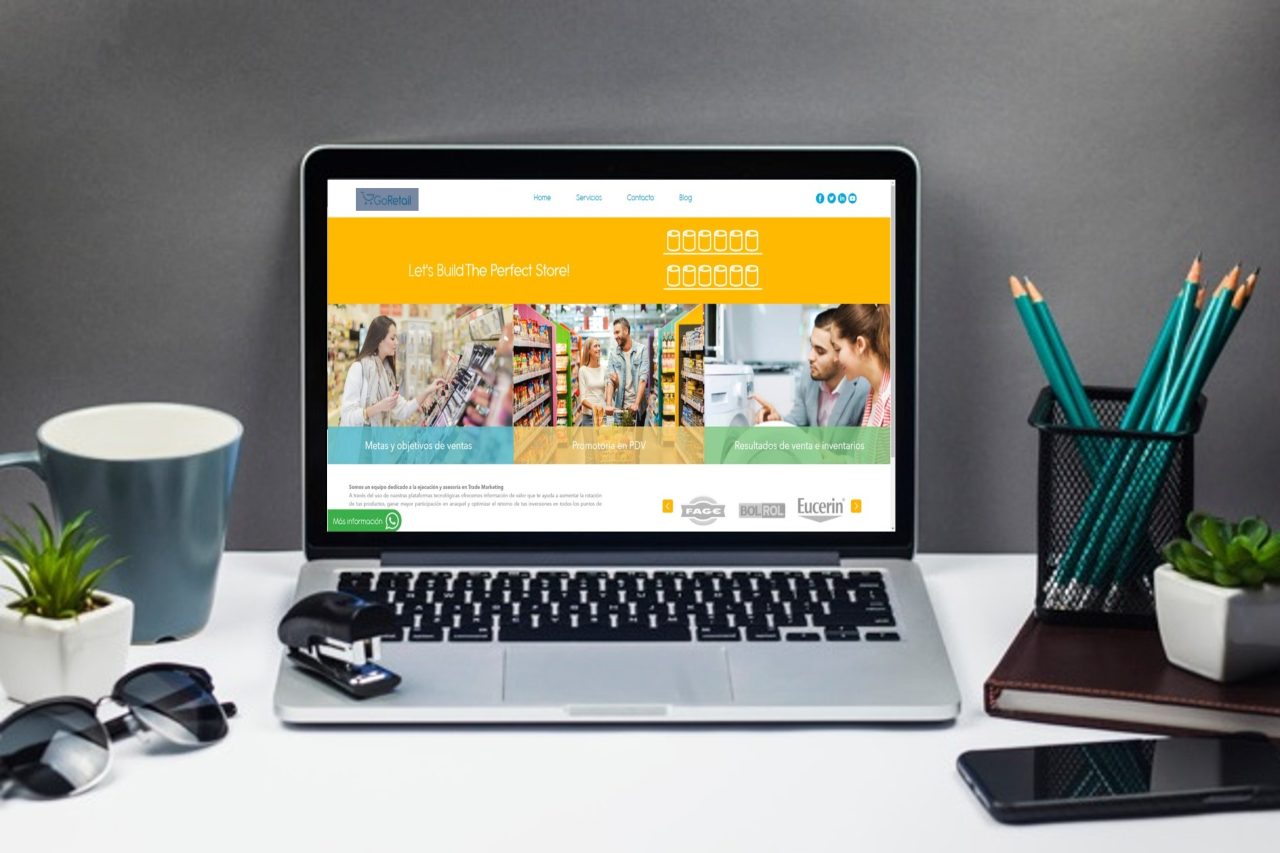 GoRetail
Home Servicios Contacto Blog
Let's Build The Perfect Store!
Metas y objetivos de ventas
Promotoría en PDV
Resultados de venta e inventarios
Somos un equipo dedicado a la ejecución y asesoría en Trade Marketing
A través del uso de nuestras plataformas tecnológicas ofrecemos información de valor que te ayuda a aumentar la rotación
de tus productos, ganar mayor participación en anaquel y optimizar el retorno de tus inversiones en todos los puntos de
Más información
FAGE
BOLROL
Eucerin®